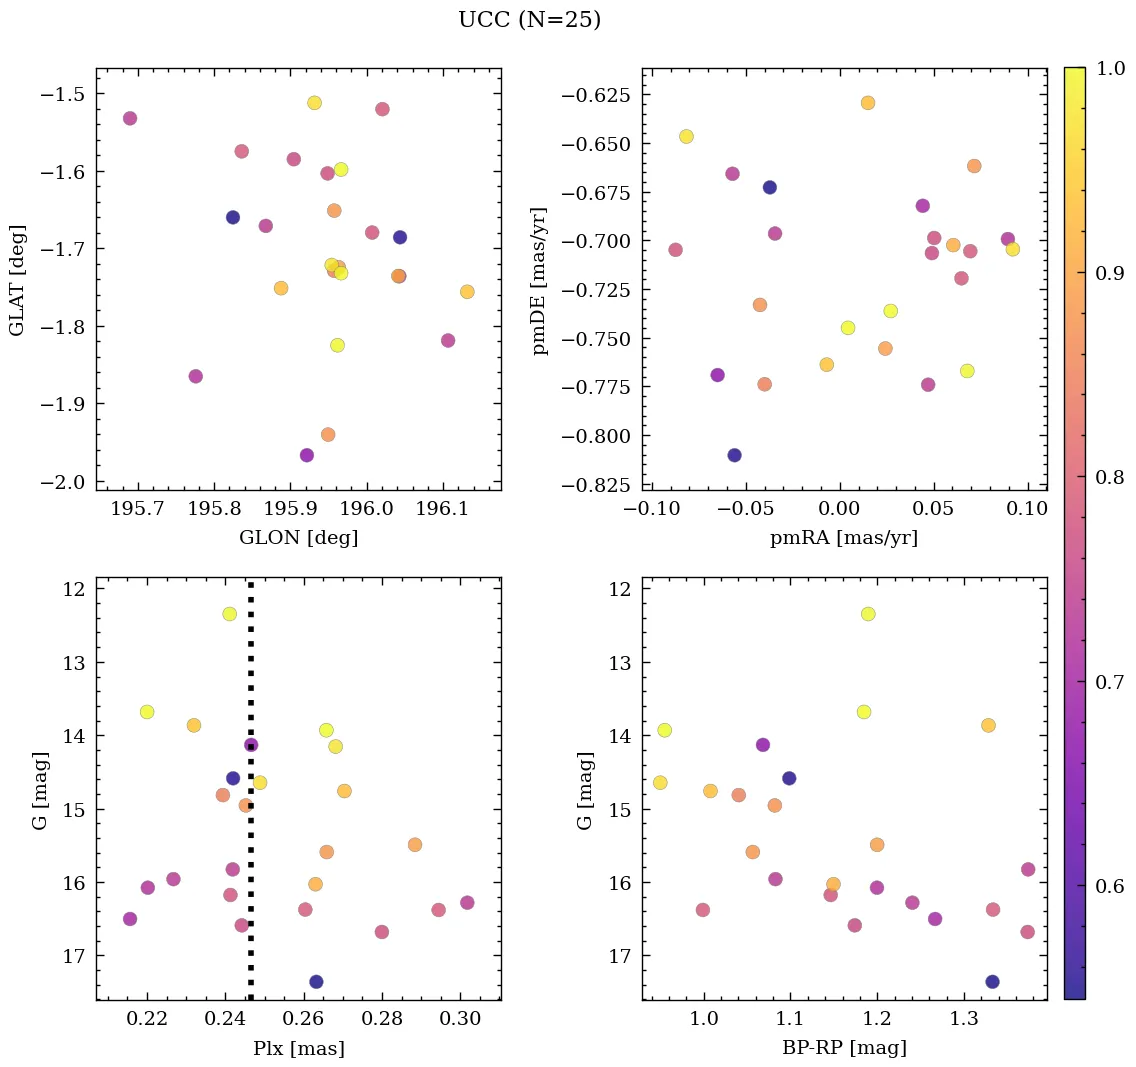 UCC (N=25)
−1.5
−1.6
−1.7
−1.8
−1.9
−2.0
GLAT [deg]
195.7 195.8 195.9 196.0 196.1
GLON [deg]
−0.625
−0.650
−0.675
−0.700
−0.725
−0.750
−0.775
−0.800
−0.825
pmDE [mas/yr]
−0.10 −0.05 0.00 0.05 0.10
pmRA [mas/yr]
12
13
14
15
16
17
G [mag]
0.22 0.24 0.26 0.28 0.30
Plx [mas]
12
13
14
15
16
17
G [mag]
1.0 1.1 1.2 1.3
BP-RP [mag]
1.0
0.9
0.8
0.7
0.6